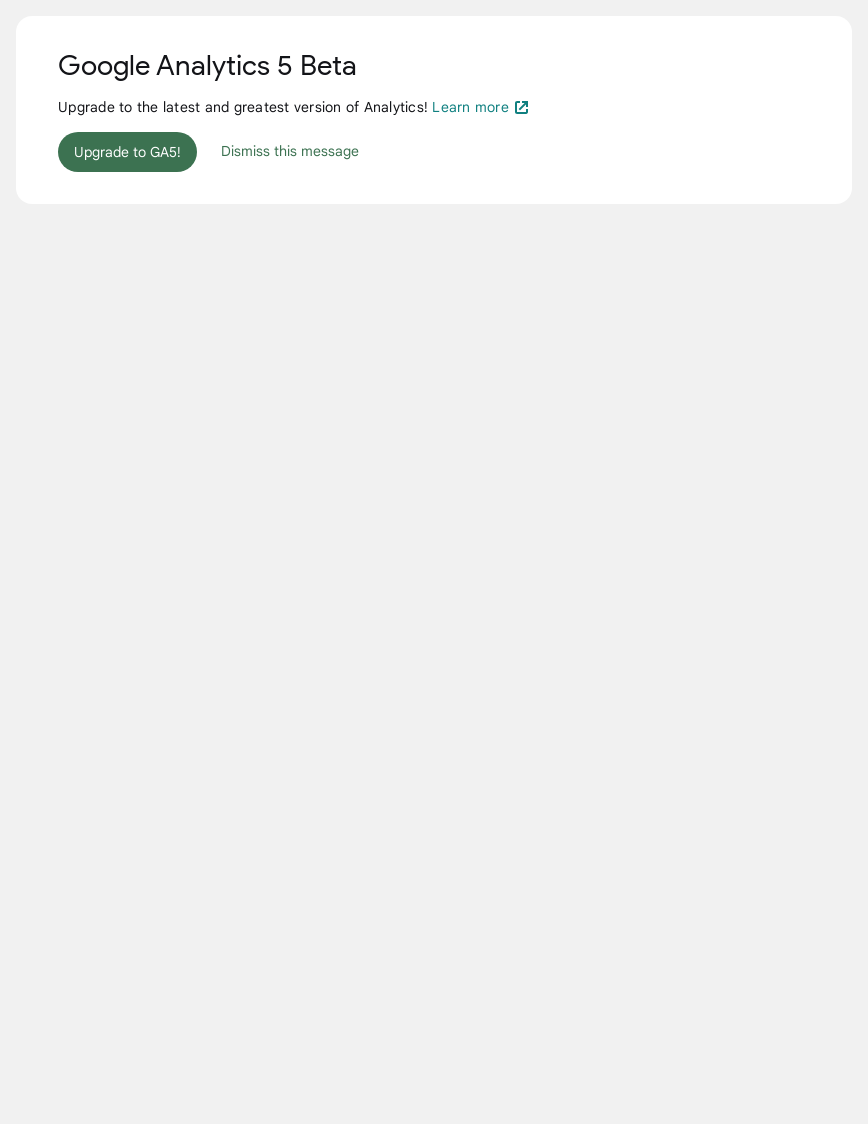 Google Analytics 5 Beta
Upgrade to the latest and greatest version of Analytics! Learn more
Upgrade to GA5! Dismiss this message